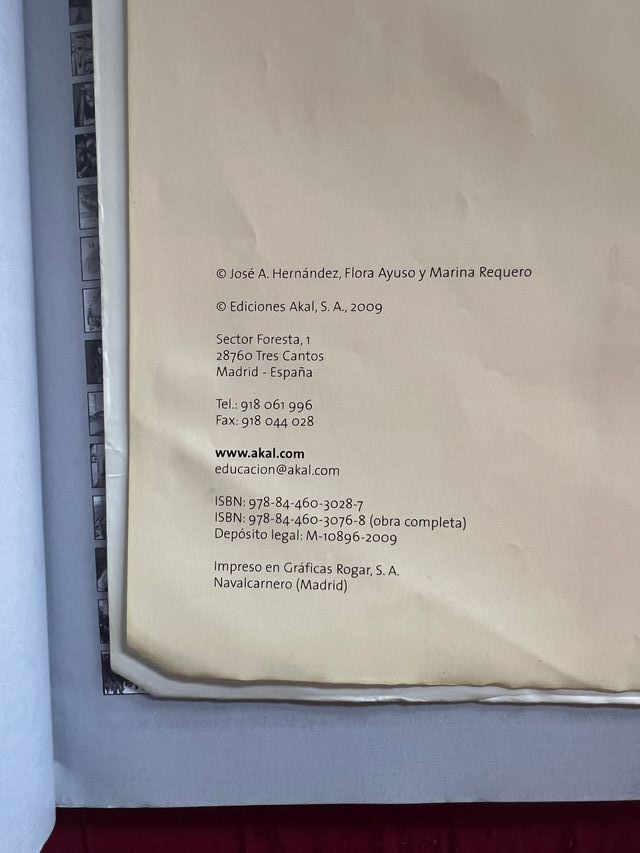 © José A. Hernández, Flora Ayuso y Marina Requero
© Ediciones Akal, S. A., 2009
Sector Foresta, 1
28760 Tres Cantos
Madrid - España
Tel.: 918 061 996
Fax: 918 044 028
www.akal.com
educacion@akal.com
ISBN: 978-84-460-3028-7
ISBN: 978-84-460-3076-8 (obra completa)
Depósito legal: M-10896-2009
Impreso en Gráficas Rogar, S. A.
Navalcarnero (Madrid)